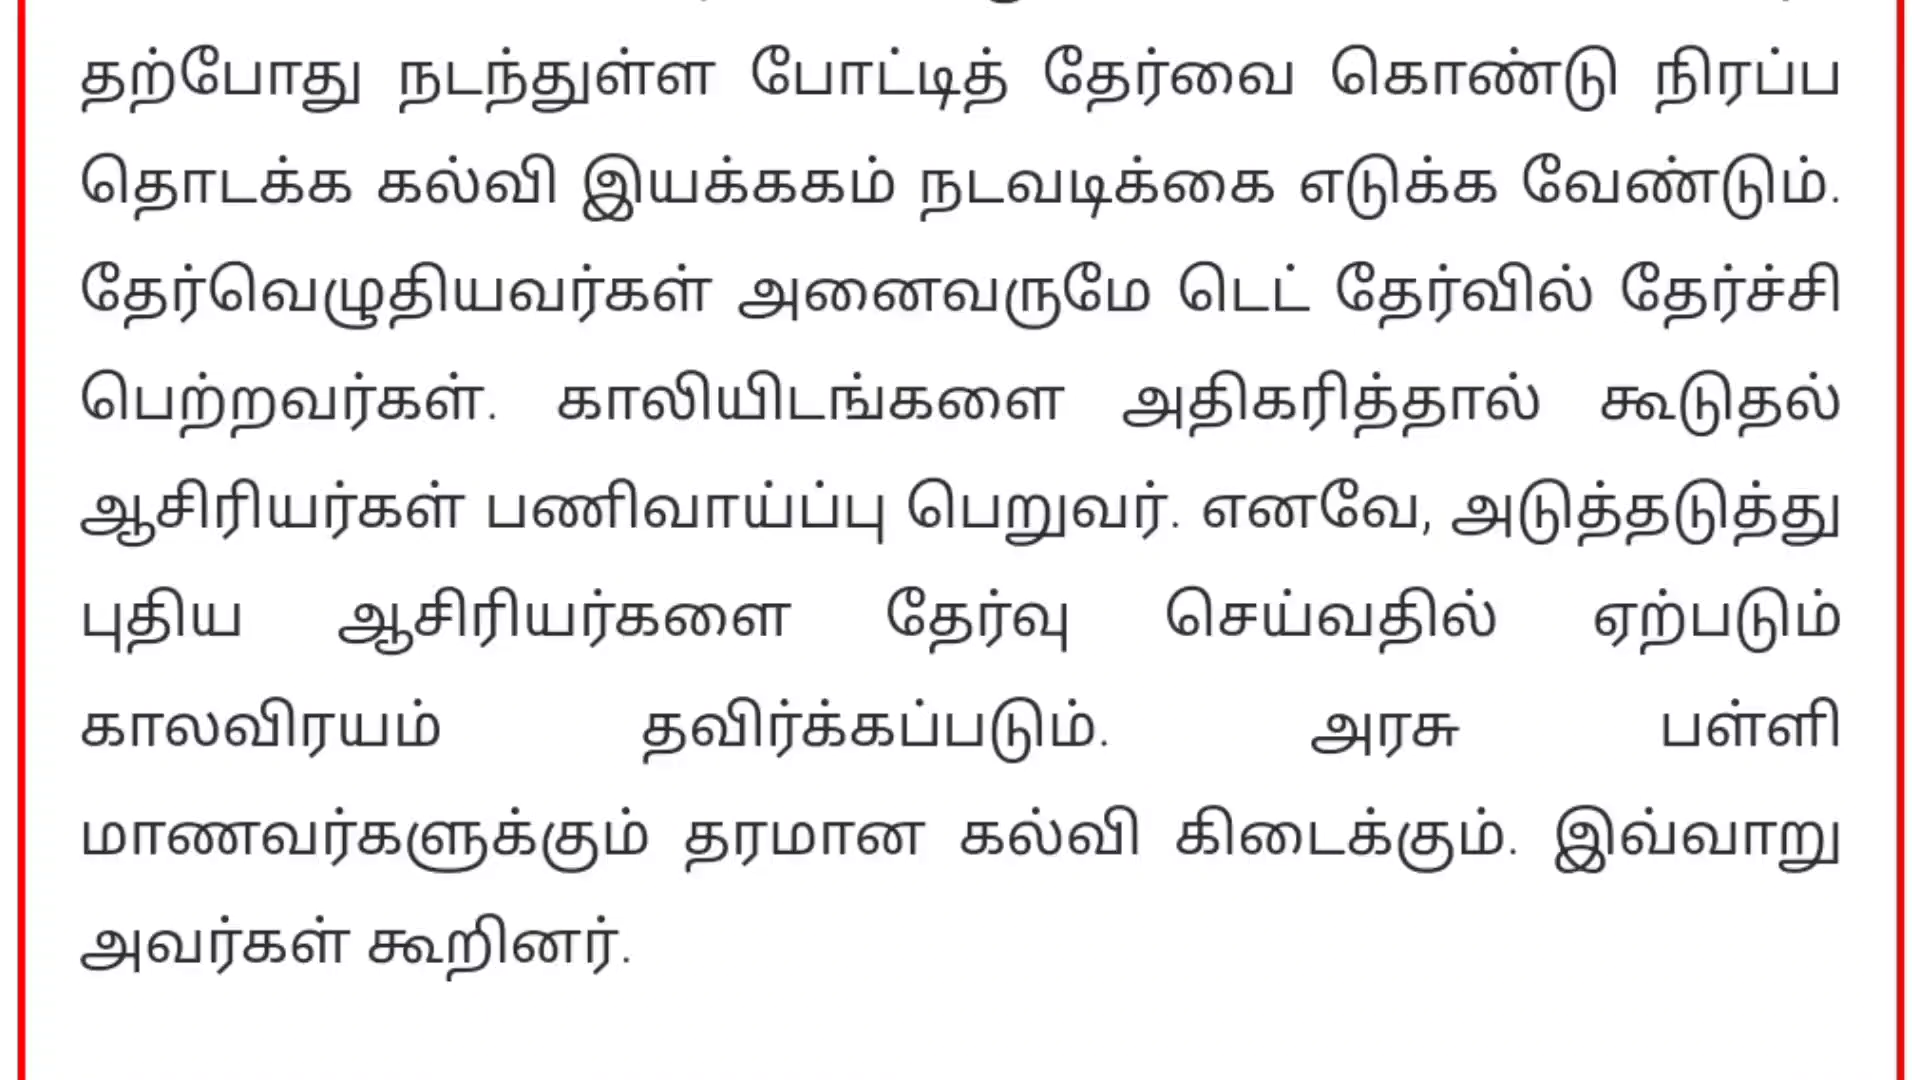 தற்போது நடந்துள்ள போட்டித் தேர்வை கொண்டு நிரப்ப
தொடக்க கல்வி இயக்ககம் நடவடிக்கை எடுக்க வேண்டும்.
தேர்வெழுதியவர்கள் அனைவருமே டெட் தேர்வில் தேர்ச்சி
பெற்றவர்கள். காலியிடங்களை அதிகரித்தால் கூடுதல்
ஆசிரியர்கள் பணிவாய்ப்பு பெறுவர். எனவே, அடுத்தடுத்து
புதிய ஆசிரியர்களை தேர்வு செய்வதில் ஏற்படும்
காலவிரயம் தவிர்க்கப்படும். அரசு பள்ளி
மாணவர்களுக்கும் தரமான கல்வி கிடைக்கும். இவ்வாறு
அவர்கள் கூறினர்.